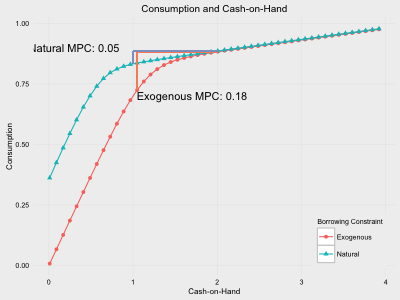 Consumption and Cash-on-Hand
1.00
latural MPC: 0.05
0.75
Exogenous MPC: 0.18
Consumption
0.50
0.25
Borrowing Constraint
Exogenous
Natural
0.00
0
1
2
3
4
Cash-on-Hand